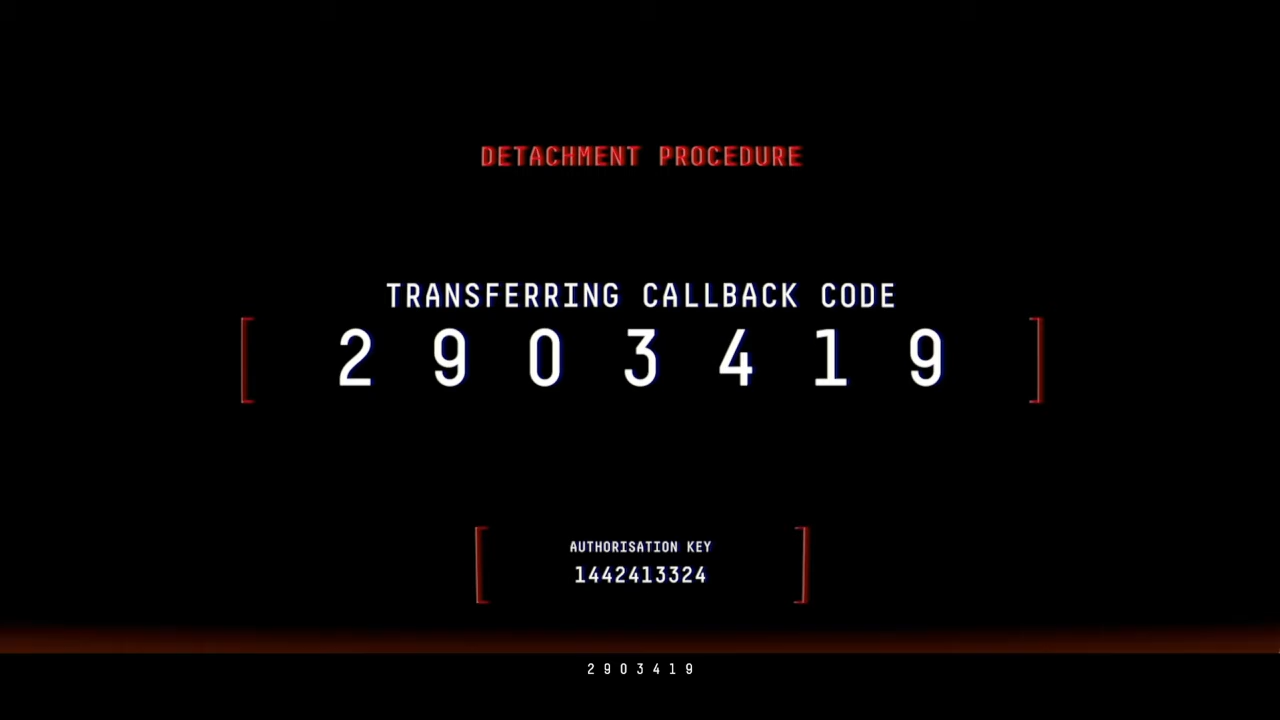 DETACHMENT PROCEDURE
TRANSFERRING CALLBACK CODE
[ 2 9 0 3 4 1 9 ]
AUTHORISATION KEY
1442413324
2 9 0 3 4 1 9